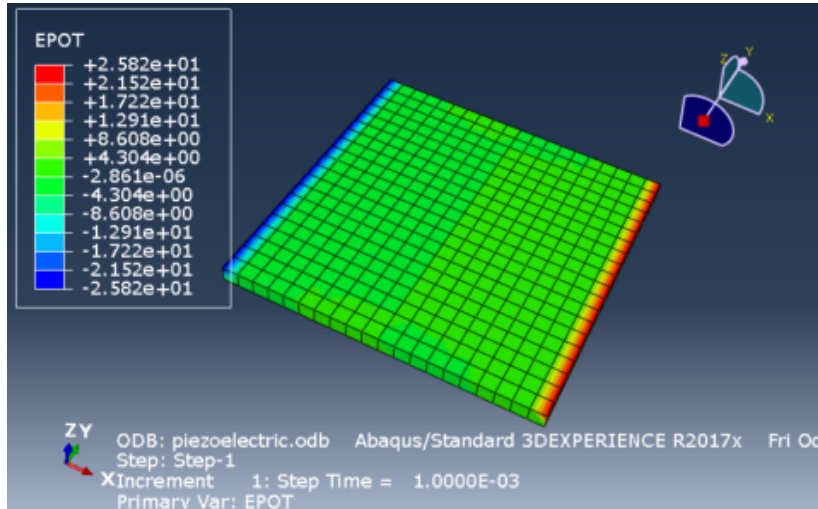 EPOT
+2.582e+01
+2.152e+01
+1.722e+01
+1.291e+01
+8.608e+00
+4.304e+00
-2.861e-06
-4.304e+00
-8.608e+00
-1.291e+01
-1.722e+01
-2.152e+01
-2.582e+01
Z Y
X
Z Y
X
ODB: piezoelectric.odb Abaqus/Standard 3DEXPERIENCE R2017x Fri Oc
Step: Step-1
Increment 1: Step Time = 1.0000E-03
Primary Var: EPOT